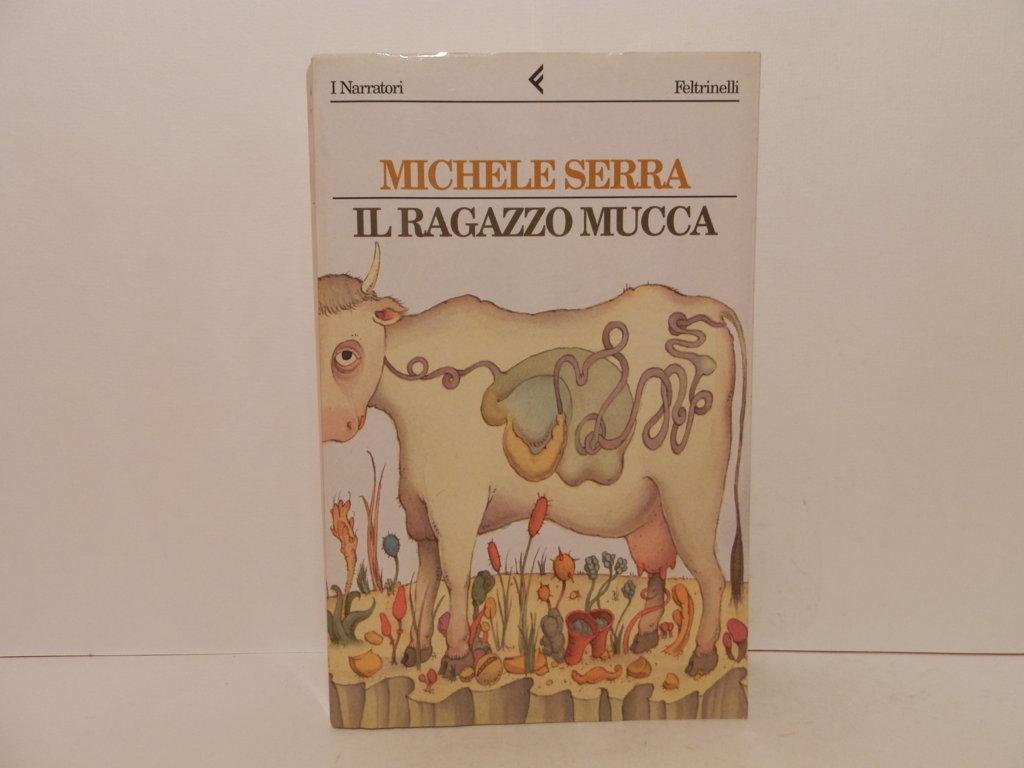 I Narratori Feltrinelli
MICHELE SERRA
IL RAGAZZO MUCCA